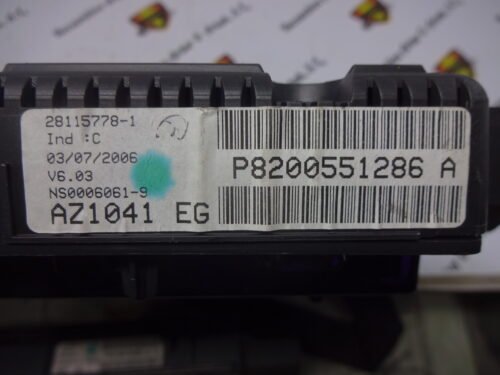 28115778-1
Ind :C
03/07/2006
V6.03
NS0006061-9
AZ1041 EG
P8200551286 A